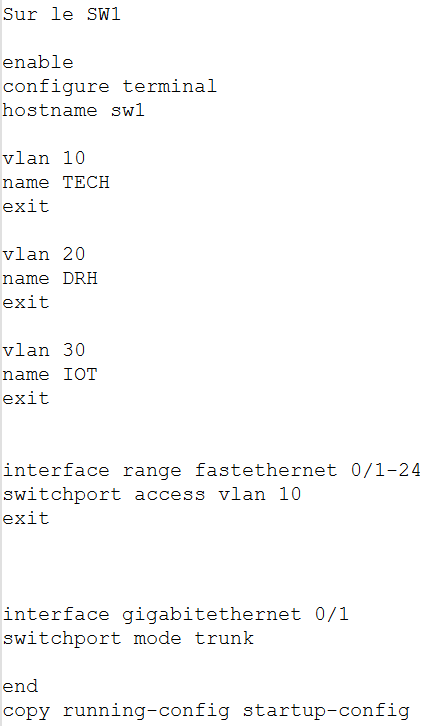 Sur le SW1
enable
configure terminal
hostname sw1
vlan 10
name TECH
exit
vlan 20
name DRH
exit
vlan 30
name IOT
exit
interface range fastethernet 0/1-24
switchport access vlan 10
exit
interface gigabitethernet 0/1
switchport mode trunk
end
copy running-config startup-config